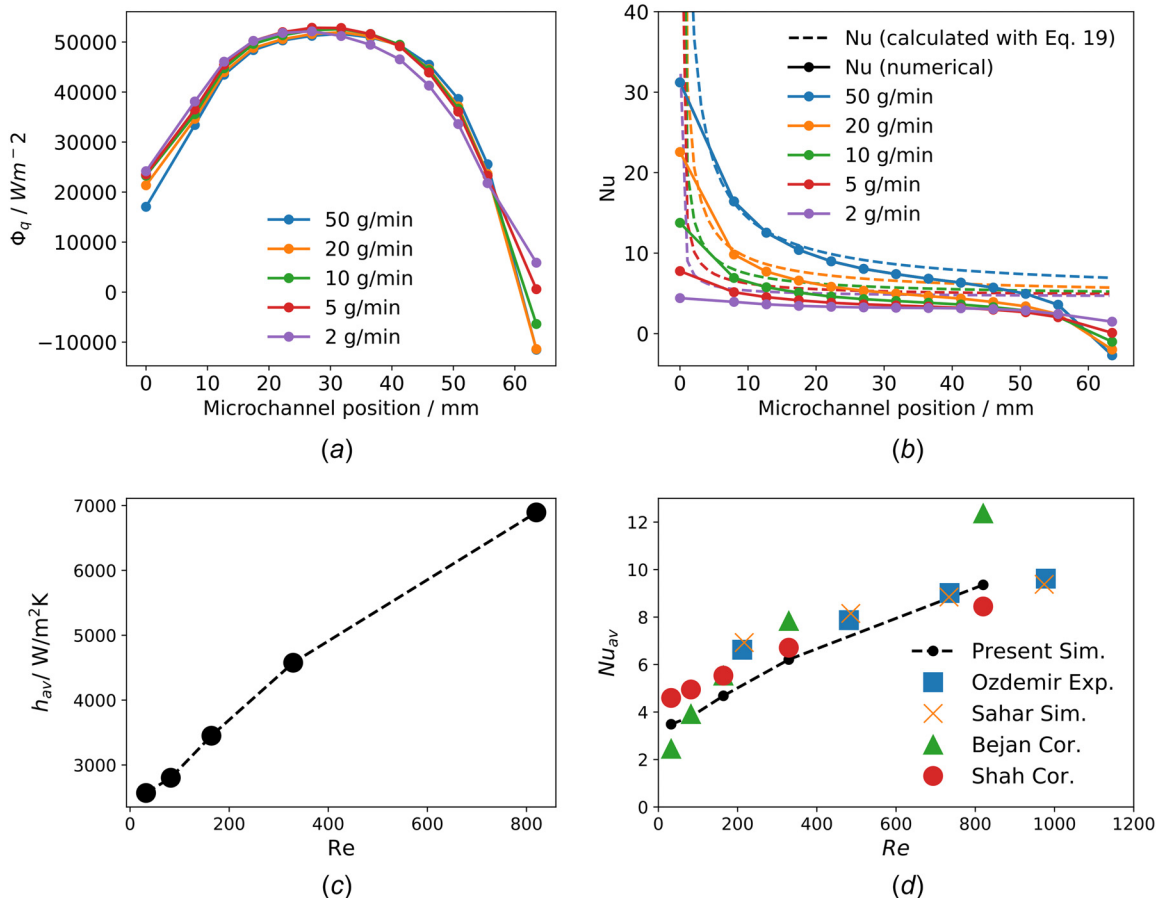 50000
40000
30000
20000
10000
0
−10000
Φq / Wm−2
50 g/min
20 g/min
10 g/min
5 g/min
2 g/min
0 10 20 30 40 50 60
Microchannel position / mm
(a)
40
30
20
10
0
Nu
Nu (calculated with Eq. 19)
Nu (numerical)
50 g/min
20 g/min
10 g/min
5 g/min
2 g/min
0 10 20 30 40 50 60
Microchannel position / mm
(b)
7000
6000
5000
4000
3000
hav/ W/m²K
0 200 400 600 800
Re
(c)
12
10
8
6
4
2
0
Nuav
Present Sim.
Ozdemir Exp.
Sahar Sim.
Bejan Cor.
Shah Cor.
0 200 400 600 800 1000 1200
Re
(d)